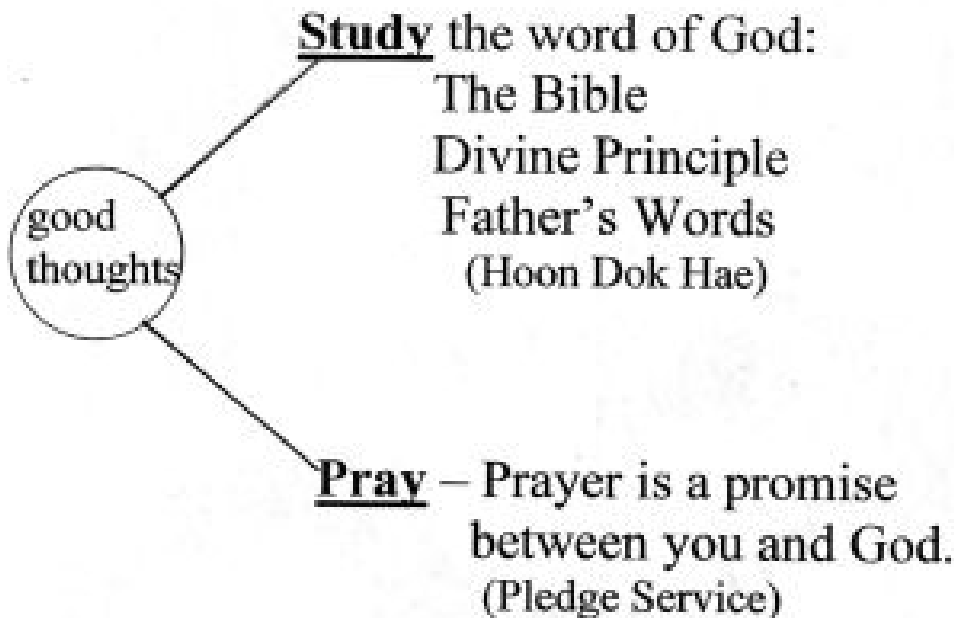 Study the word of God:
The Bible
Divine Principle
Father's Words
(Hoon Dok Hae)
good
thoughts
Pray – Prayer is a promise
between you and God.
(Pledge Service)